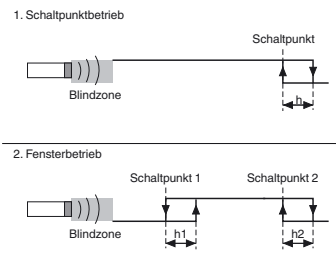 1. Schaltpunktbetrieb
Schaltpunkt
Blindzone
h
2. Fensterbetrieb
Schaltpunkt 1 Schaltpunkt 2
Blindzone
h1 h2